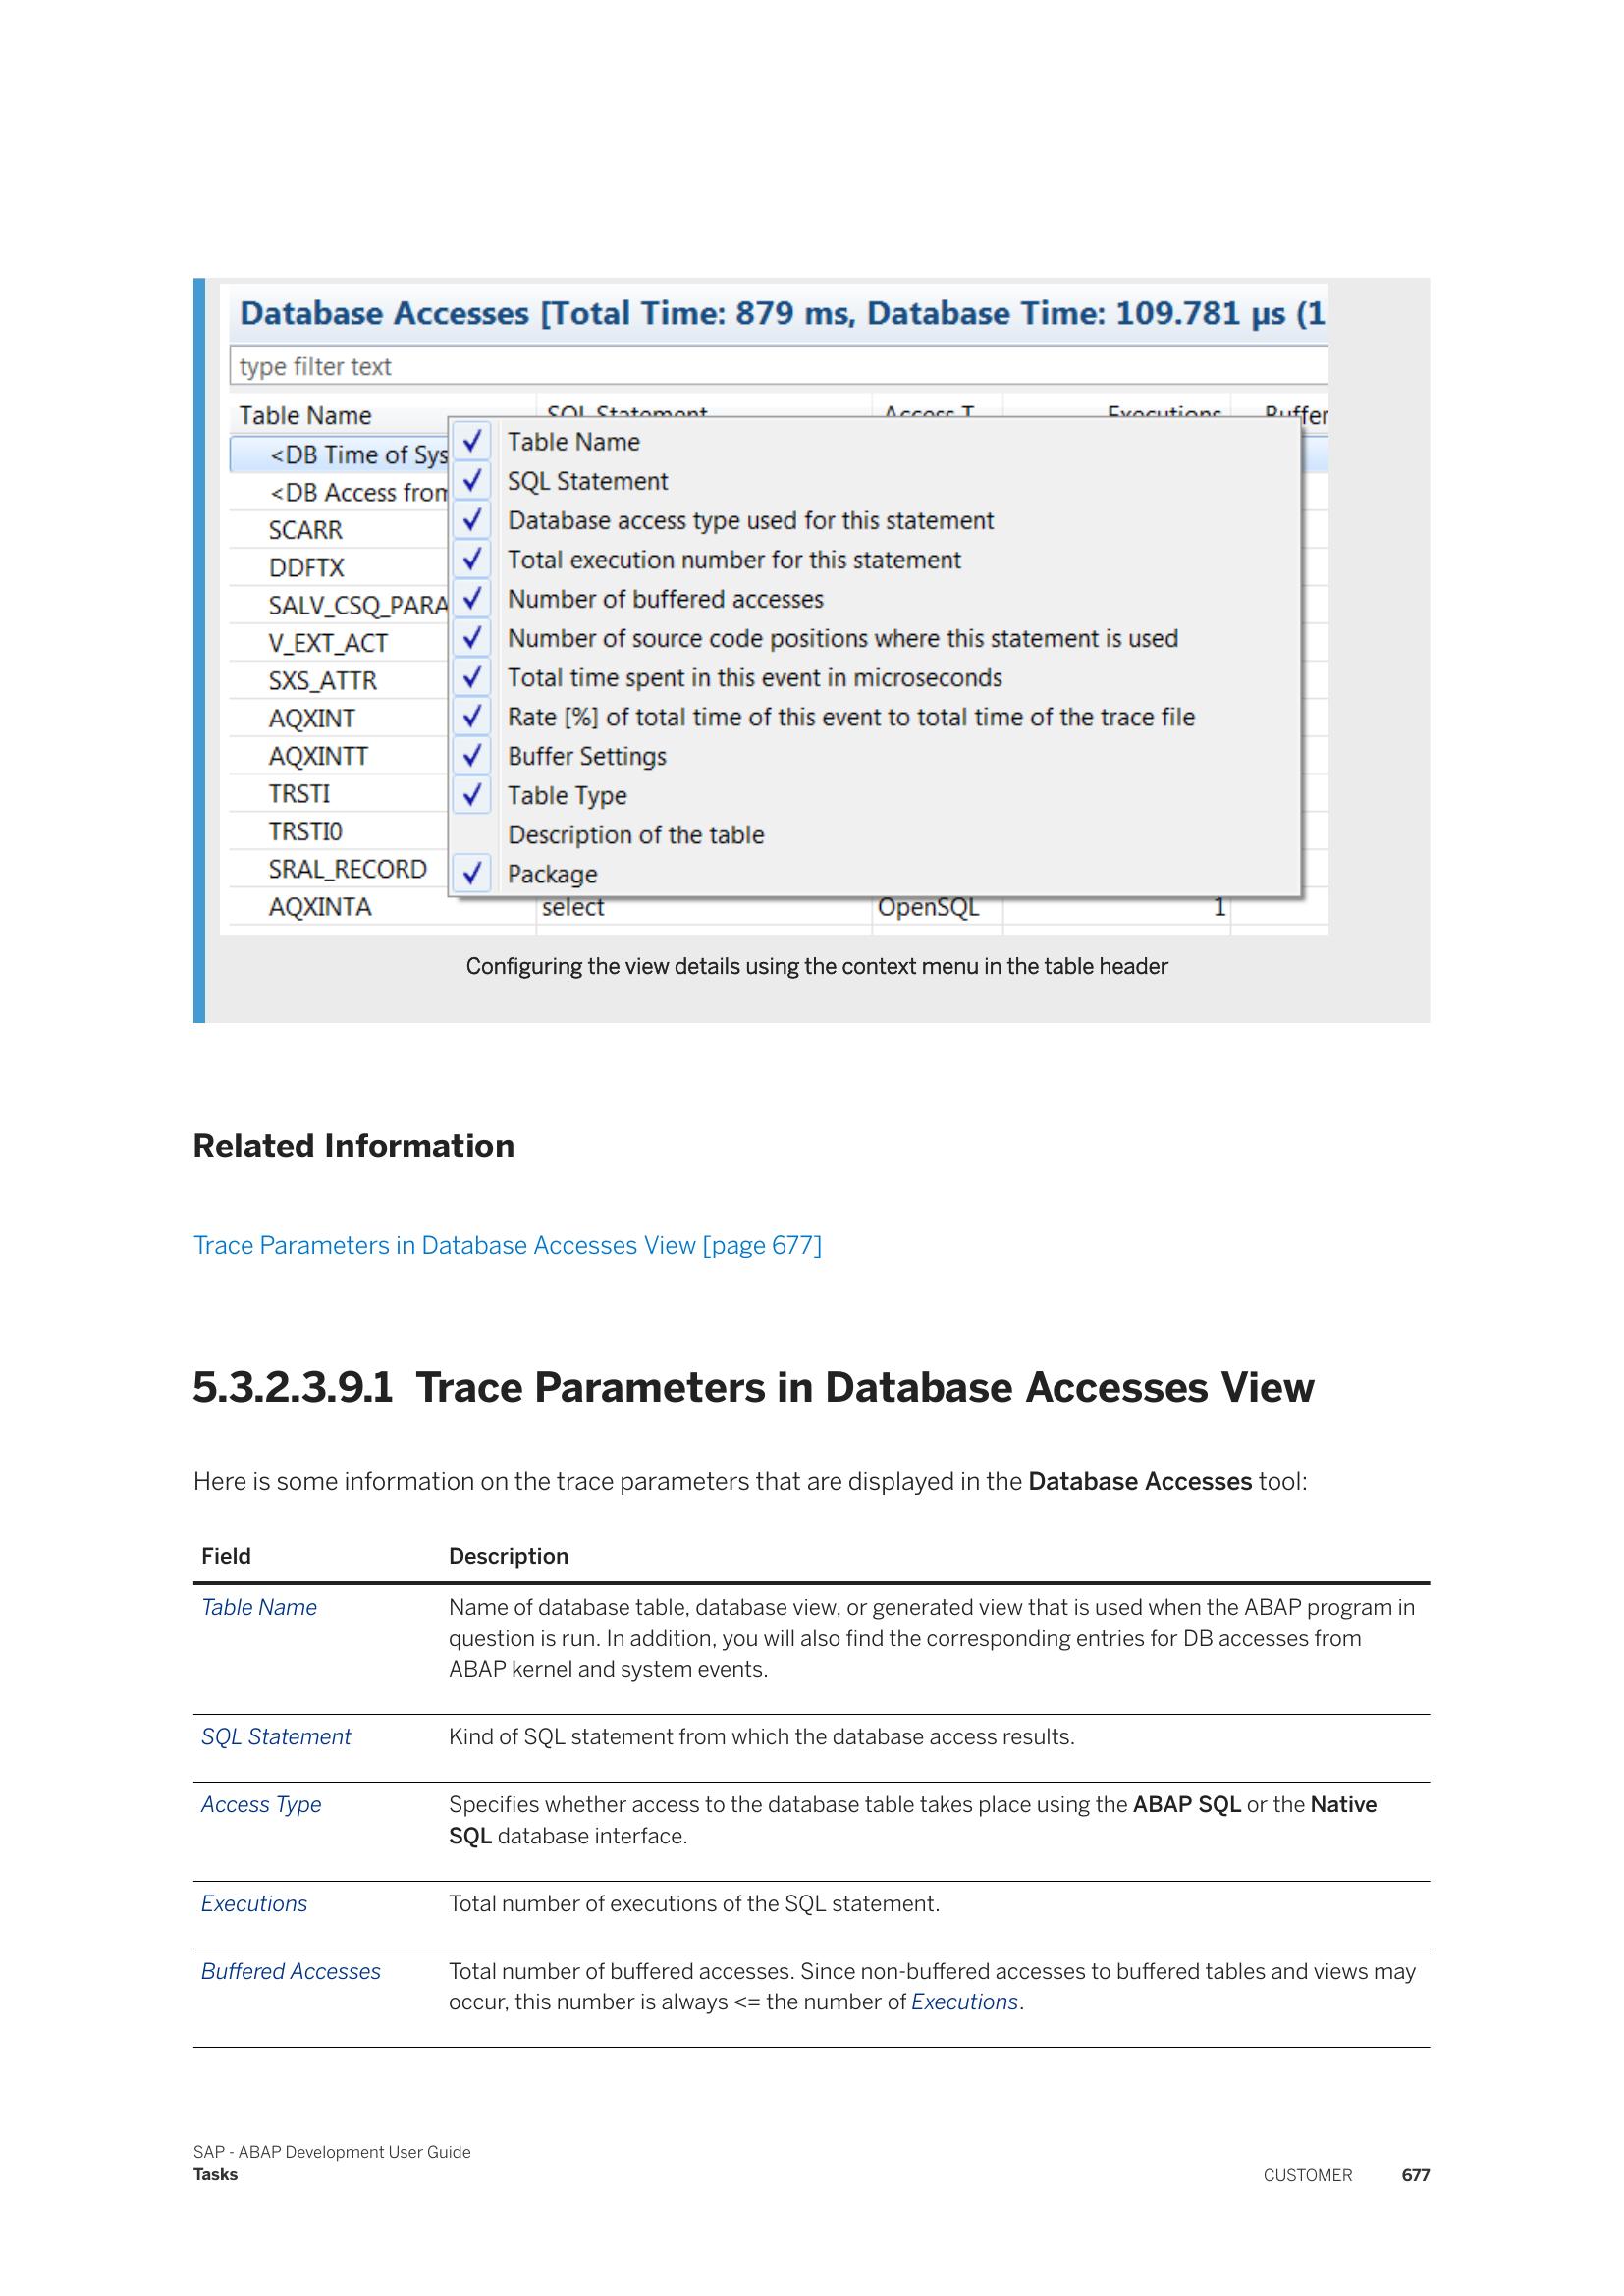 Database Accesses [Total Time: 879 ms, Database Time: 109.781 µs (1
type filter text
Table Name SQL Statement Access T Executions Buffer
<DB Time of Sys
<DB Access from
SCARR
DDFTX
SALV_CSQ_PARA
V_EXT_ACT
SXS_ATTR
AQXINT
AQXINTT
TRSTI
TRSTI0
SRAL_RECORD
AQXINTA select OpenSQL 1
Table Name
SQL Statement
Database access type used for this statement
Total execution number for this statement
Number of buffered accesses
Number of source code positions where this statement is used
Total time spent in this event in microseconds
Rate [%] of total time of this event to total time of the trace file
Buffer Settings
Table Type
Description of the table
Package
Configuring the view details using the context menu in the table header
Related Information
Trace Parameters in Database Accesses View [page 677]
5.3.2.3.9.1 Trace Parameters in Database Accesses View
Here is some information on the trace parameters that are displayed in the Database Accesses tool:
Field Description
Table Name Name of database table, database view, or generated view that is used when the ABAP program in
question is run. In addition, you will also find the corresponding entries for DB accesses from
ABAP kernel and system events.
SQL Statement Kind of SQL statement from which the database access results.
Access Type Specifies whether access to the database table takes place using the ABAP SQL or the Native
SQL database interface.
Executions Total number of executions of the SQL statement.
Buffered Accesses Total number of buffered accesses. Since non-buffered accesses to buffered tables and views may
occur, this number is always <= the number of Executions.
SAP - ABAP Development User Guide
Tasks CUSTOMER 677